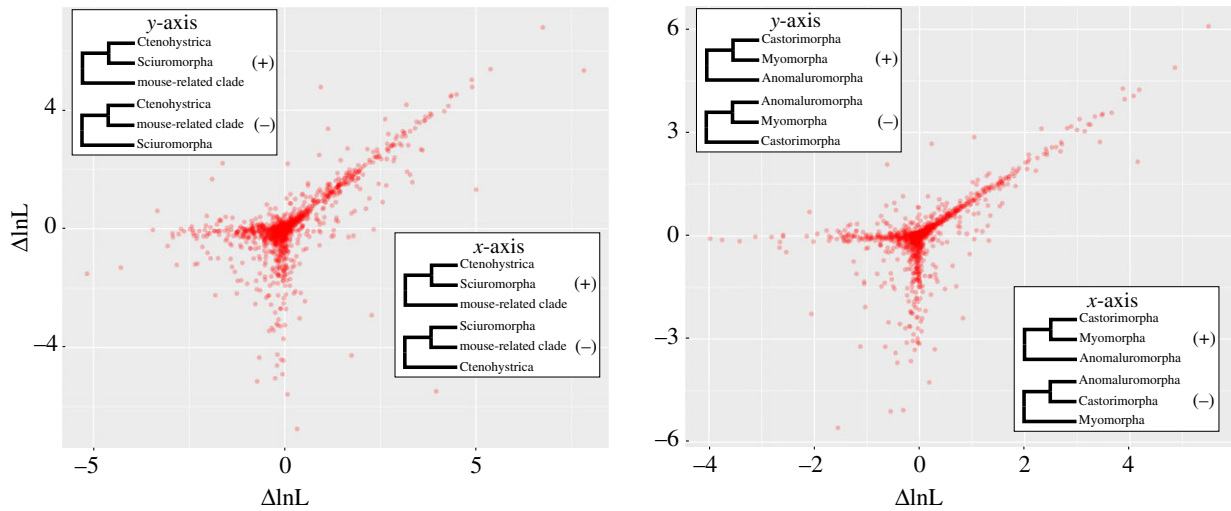 y-axis
Ctenohystrica
Sciuromorpha
(+)
mouse-related clade
Ctenohystrica
mouse-related clade
(–)
Sciuromorpha
4
0
–4
ΔlnL
x-axis
Ctenohystrica
Sciuromorpha
(+)
mouse-related clade
Sciuromorpha
mouse-related clade
(–)
Ctenohystrica
–5
0
5
ΔlnL
y-axis
Castorimorpha
Myomorpha
(+)
Anomaluromorpha
Anomaluromorpha
Myomorpha
(–)
Castorimorpha
6
3
0
–3
–6
x-axis
Castorimorpha
Myomorpha
(+)
Anomaluromorpha
Anomaluromorpha
Castorimorpha
(–)
Myomorpha
–4
–2
0
2
4
ΔlnL